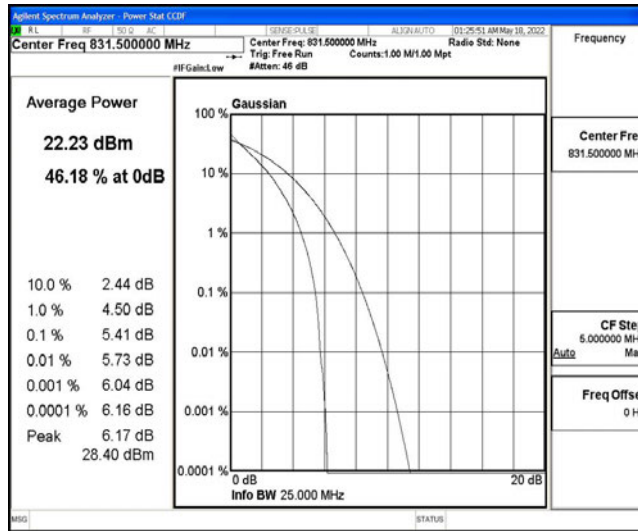 Agilent Spectrum Analyzer - Power Stat CCDF
RL RF 50 Ω AC SENSE:PULSE ALIGN AUTO 01:25:51 AM May 18, 2022
Center Freq 831.500000 MHz
Center Freq: 831.500000 MHz Radio Std: None
Trig: Free Run Counts:1.00 M/1.00 Mpt
#IFGain:Low #Atten: 46 dB
Frequency
Average Power
22.23 dBm
46.18 % at 0dB
10.0 % 2.44 dB
1.0 % 4.50 dB
0.1 % 5.41 dB
0.01 % 5.73 dB
0.001 % 6.04 dB
0.0001 % 6.16 dB
Peak 6.17 dB
28.40 dBm
Gaussian
100 %
10 %
1 %
0.1 %
0.01 %
0.001 %
0.0001 %
0 dB 20 dB
Info BW 25.000 MHz
Center Fre
831.500000 MH
CF Ste
5.000000 MH
Auto Ma
Freq Offse
0 H
MSG STATUS